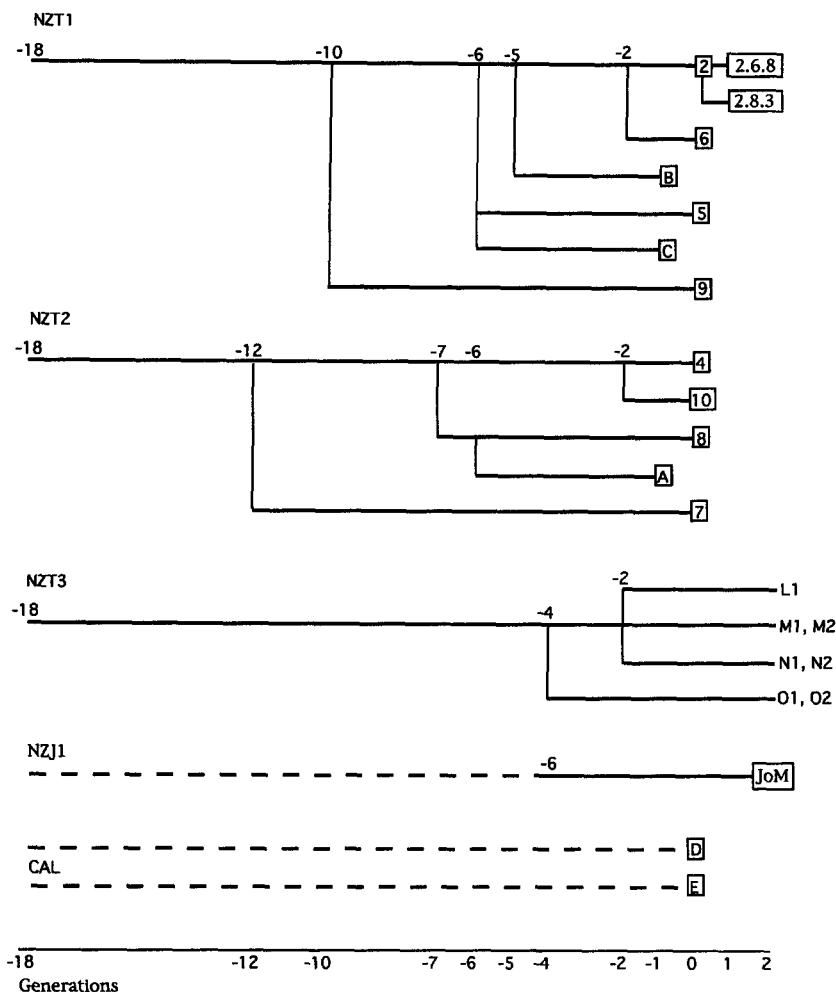 NZT1
-18 -10 -6 -5 -2 2 2.6.8
2.8.3
6
B
5
C
9
NZT2
-18 -12 -7 -6 -2 4
10
8
A
7
NZT3
-18 -4 -2 L1
M1, M2
N1, N2
O1, O2
NZJ1
-6 JoM
D
CAL
E
-18 -12 -10 -7 -6 -5 -4 -2 -1 0 1 2
Generations